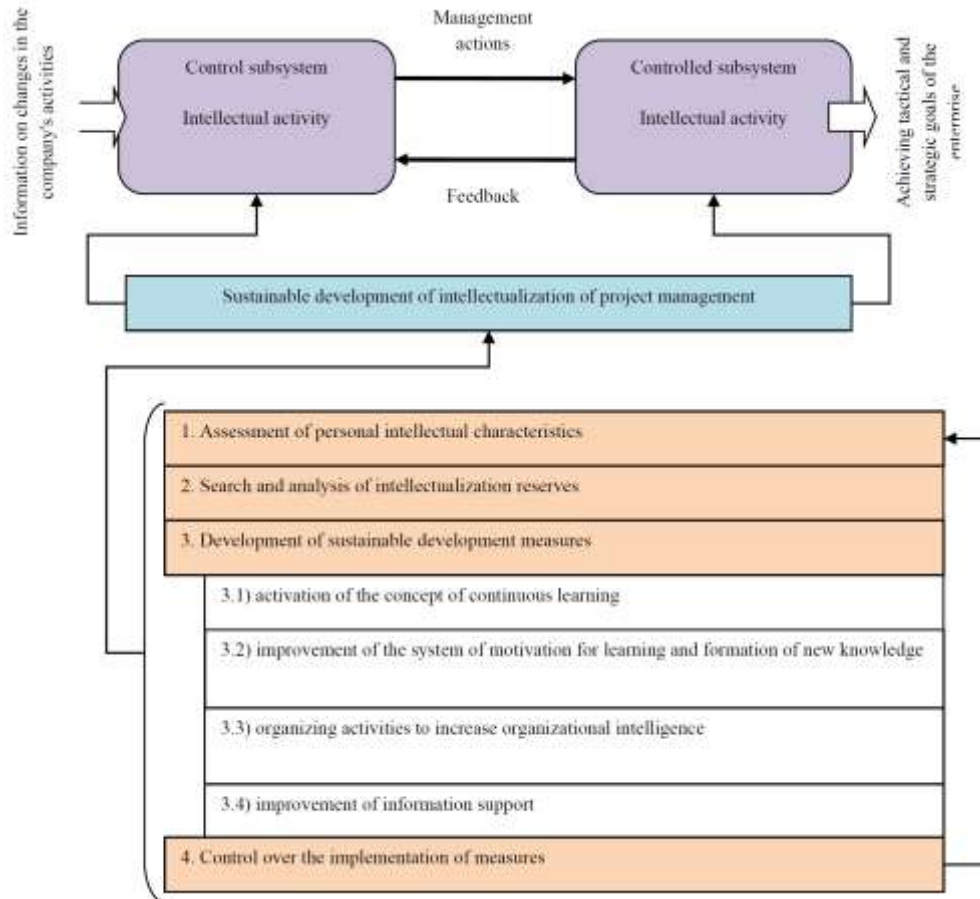 Management
actions
Information on changes in the
company's activities
Control subsystem
Intellectual activity
Controlled subsystem
Intellectual activity
Achieving tactical and
strategic goals of the
enterprise
Feedback
Sustainable development of intellectualization of project management
1. Assessment of personal intellectual characteristics
2. Search and analysis of intellectualization reserves
3. Development of sustainable development measures
3.1) activation of the concept of continuous learning
3.2) improvement of the system of motivation for learning and formation of new knowledge
3.3) organizing activities to increase organizational intelligence
3.4) improvement of information support
4. Control over the implementation of measures